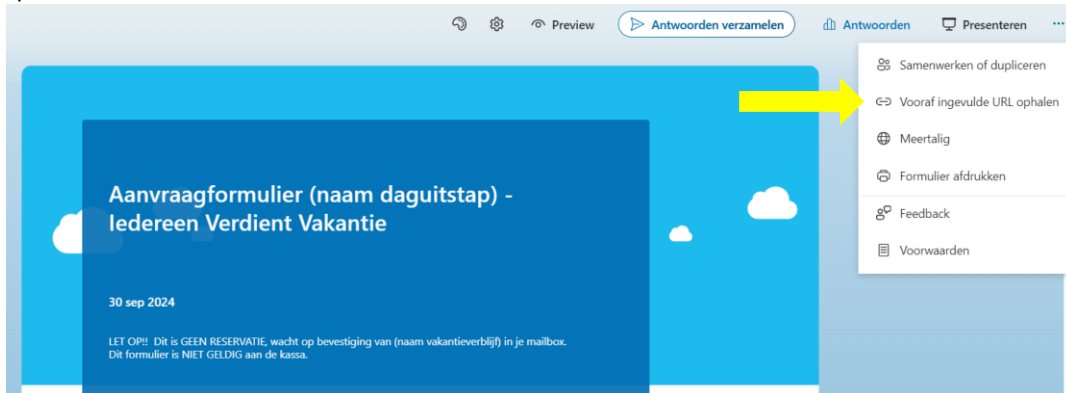 Preview
Antwoorden verzamelen
Antwoorden
Presenteren
...
Samenwerken of dupliceren
Vooraf ingevulde URL ophalen
Meertalig
Formulier afdrukken
Feedback
Voorwaarden
Aanvraagformulier (naam daguitstap) -
Iedereen Verdient Vakantie
30 sep 2024
LET OP!! Dit is GEEN RESERVATIE, wacht op bevestiging van (naam vakantieverblijf) in je mailbox.
Dit formulier is NIET GELDIG aan de kassa.